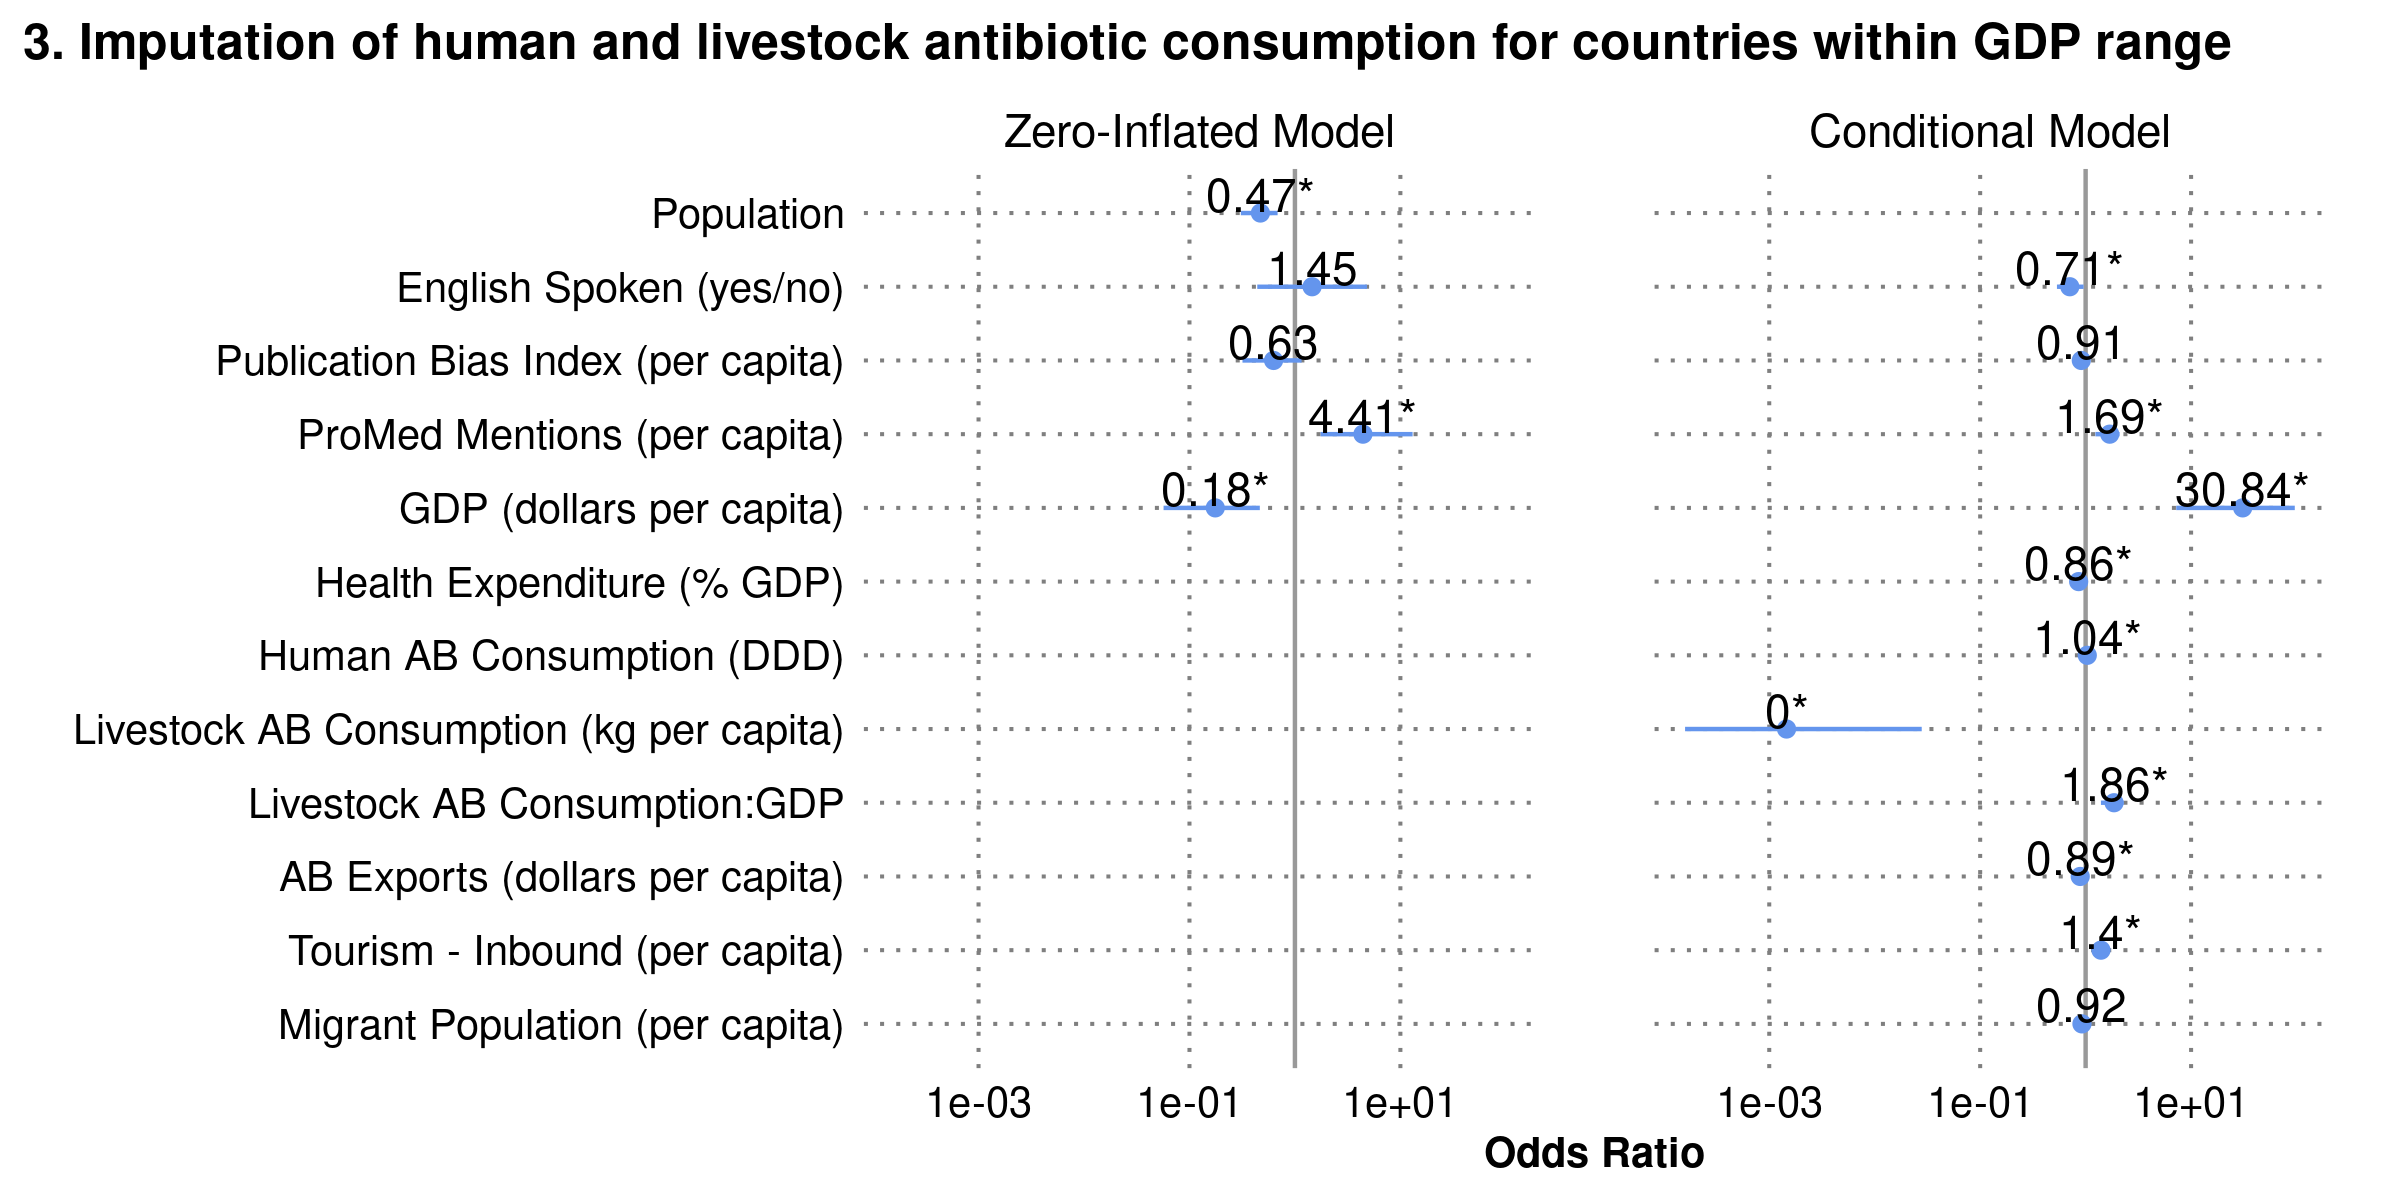 3. Imputation of human and livestock antibiotic consumption for countries within GDP range
Zero-Inflated Model Conditional Model
Population 0.47*
English Spoken (yes/no) 1.45 0.71*
Publication Bias Index (per capita) 0.63 0.91
ProMed Mentions (per capita) 4.41* 1.69*
GDP (dollars per capita) 0.18* 30.84*
Health Expenditure (% GDP) 0.86*
Human AB Consumption (DDD) 1.04*
Livestock AB Consumption (kg per capita) 0*
Livestock AB Consumption:GDP 1.86*
AB Exports (dollars per capita) 0.89*
Tourism - Inbound (per capita) 1.4*
Migrant Population (per capita) 0.92
1e-03 1e-01 1e+01 1e-03 1e-01 1e+01
Odds Ratio